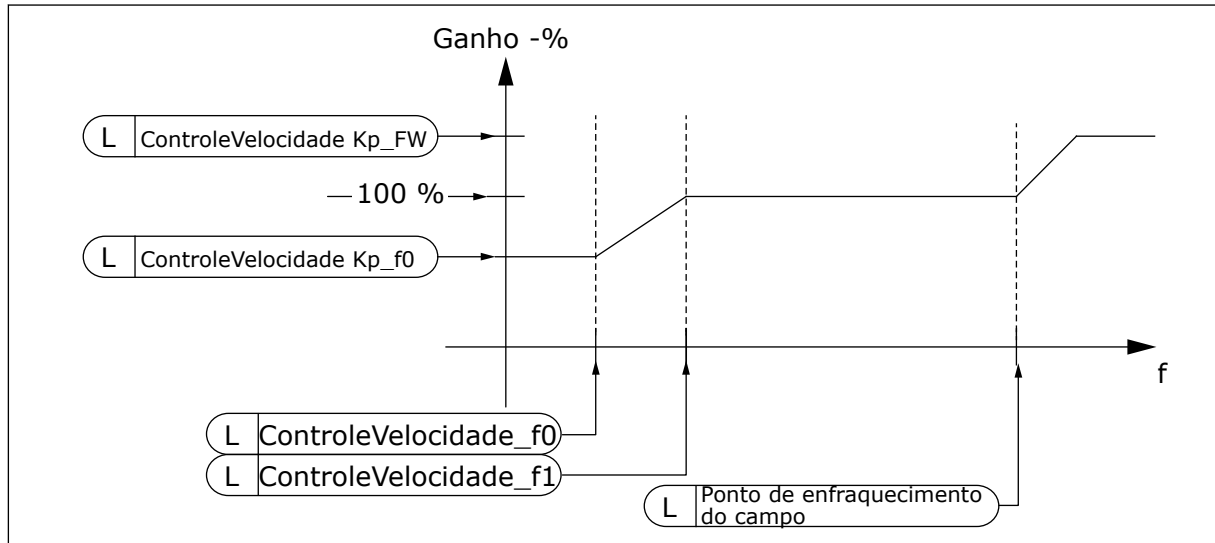 Ganho -%
L ControleVelocidade Kp_FW
100 %
L ControleVelocidade Kp_f0
f
L ControleVelocidade_f0
L ControleVelocidade_f1
L Ponto de enfraquecimento
do campo